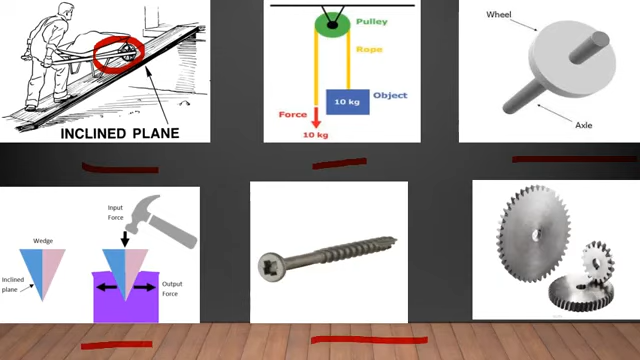 INCLINED PLANE
Pulley
Rope
Object
10 kg
Force
10 kg
Wheel
Axle
Input
Force
Wedge
Inclined
plane
Output
Force